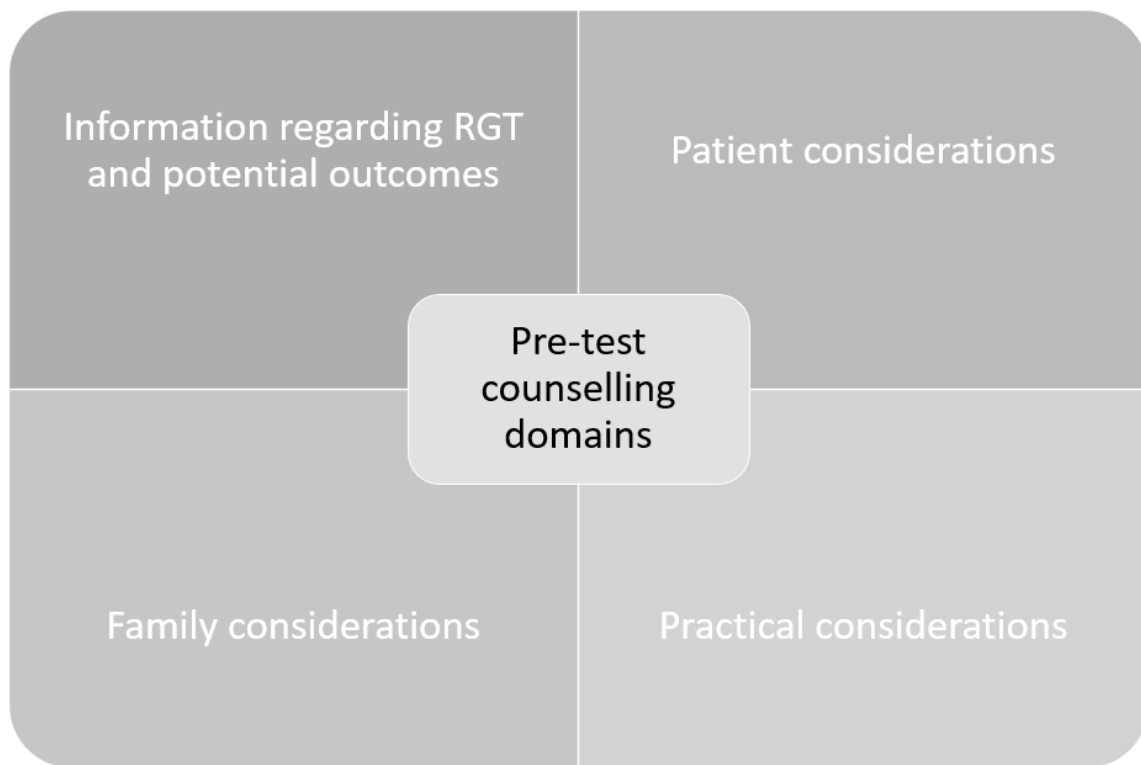 Information regarding RGT
and potential outcomes
Patient considerations
Pre-test
counselling
domains
Family considerations
Practical considerations